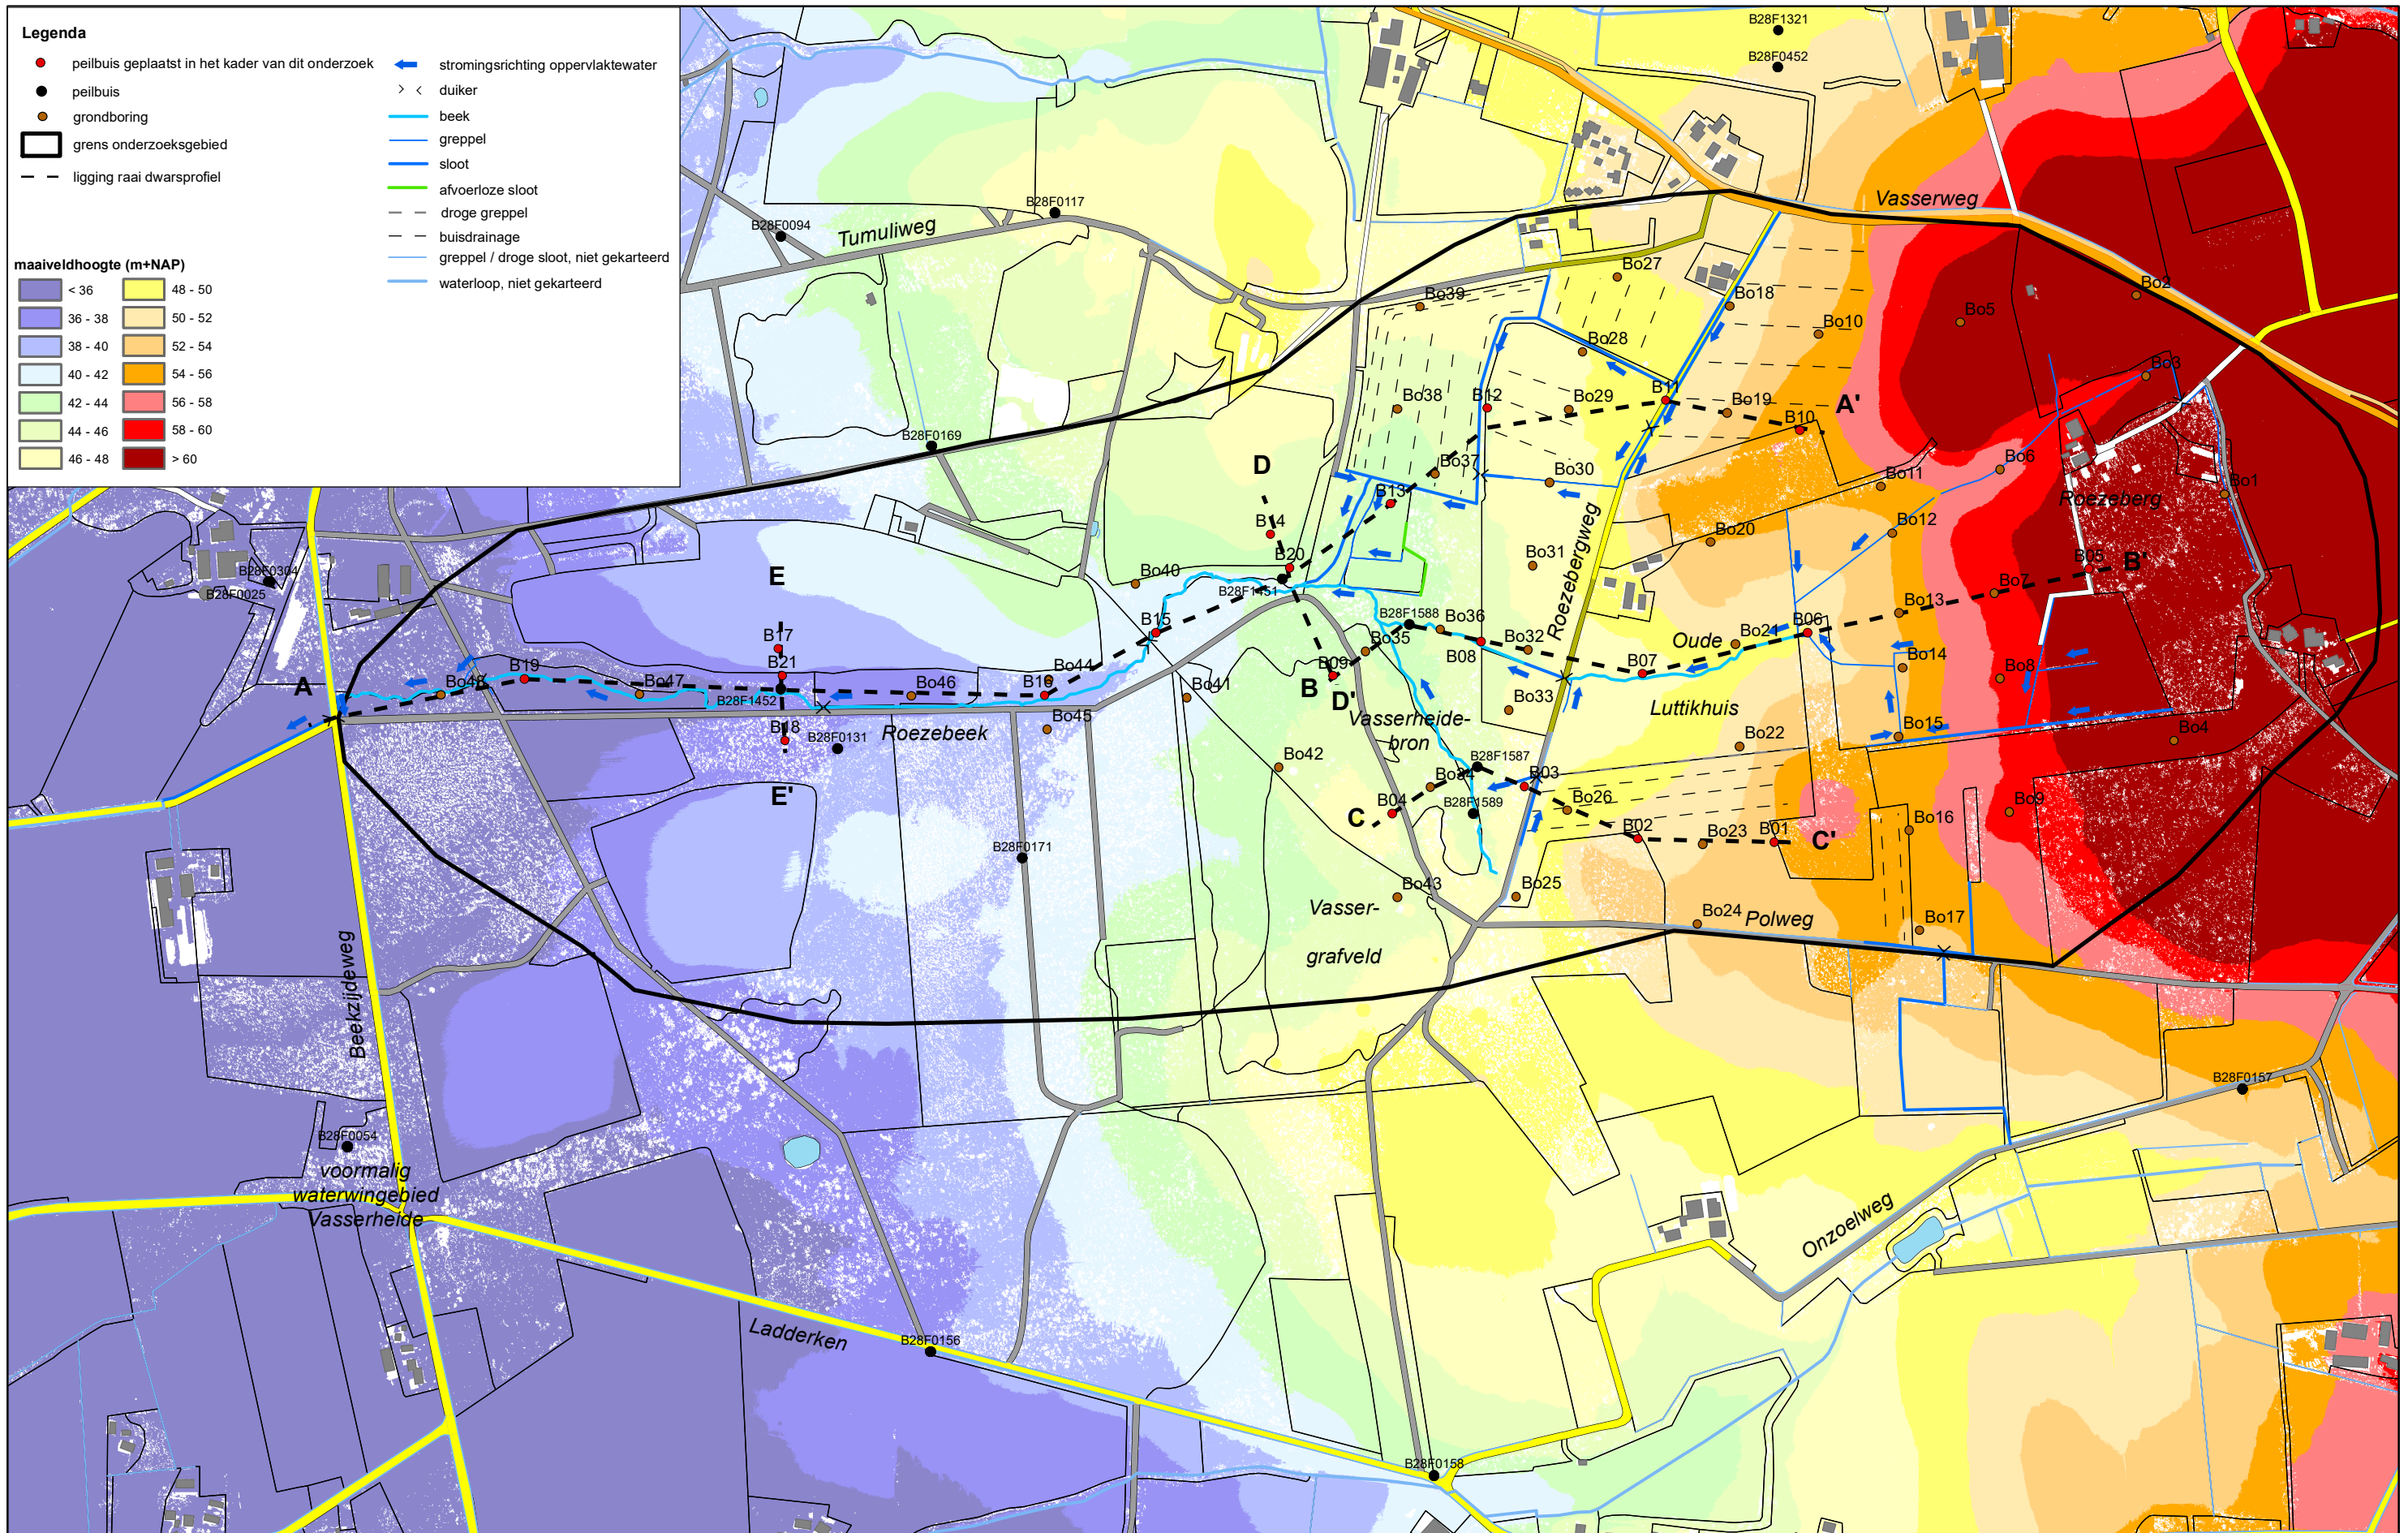 Legenda
peilbuis geplaatst in het kader van dit onderzoek
peilbuis
grondboring
grens onderzoeksgebied
ligging raai dwarsprofiel
stromingsrichting oppervlaktewater
duiker
beek
greppel
sloot
afvoerloze sloot
droge greppel
buisdrainage
greppel / droge sloot, niet gekarteerd
waterloop, niet gekarteerd
maaiveldhoogte (m+NAP)
< 36
36 - 38
38 - 40
40 - 42
42 - 44
44 - 46
46 - 48
48 - 50
50 - 52
52 - 54
54 - 56
56 - 58
58 - 60
> 60
B28F1321
B28F0452
B28F0117
B28F0094
Tumuliweg
Vasserweg
Bo27
Bo39
Bo18
Bo10
Bo5
Bo2
Bo28
Bo3
B11
B12
Bo38
Bo29
Bo19
B10
A'
B28F0169
D
Bo37
Bo30
Bo11
Bo6
Bo1
Roezeberg
B13
B14
B20
Bo12
Bo20
Bo31
B05
B'
B28F0304
B28F0025
E
Bo40
B28F1451
B28F1588
Bo36
Roezebergweg
Bo7
Bo13
B15
B17
B06
Oude
Bo21
Bo32
Bo35
B08
B09
B07
Bo14
Bo8
B21
B19
A
Bo48
Bo47
B28F1452
Bo46
Bo44
B16
Bo41
B
D'
Bo33
Luttikhuis
Vasserheide-
bron
Bo15
Bo4
Bo22
B18
B28F0131
Roezebeek
Bo45
Bo42
B28F1587
Bo34
B03
E'
B04
C
B28F1589
Bo26
B02
Bo23
B01
C'
Bo16
Bo9
B28F0171
Bo43
Bo25
Vasser-
grafveld
Bo24
Polweg
Bo17
Beekzijdeweg
B28F0157
B28F0054
voormalig
waterwingebied
Vasserheide
Onzoelweg
Ladderken
B28F0156
B28F0158